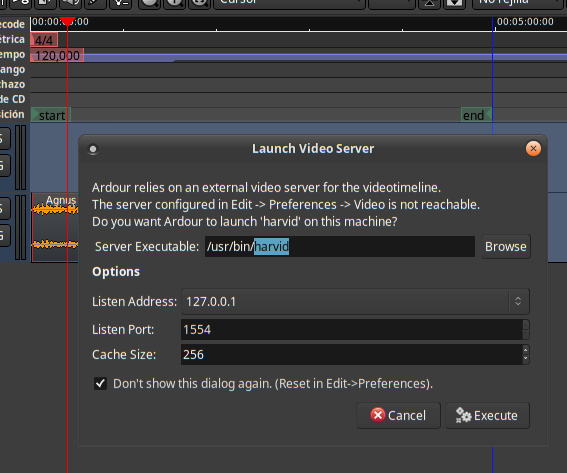 Cursor
No Rejilla
ecode
00:00:00:00
00:05:00:00
étrica
4/4
empo
120,000
ango
chazo
de CD
sición
start
end
S
G
Agnus
S
G
Launch Video Server
Ardour relies on an external video server for the videotimeline.
The server configured in Edit -> Preferences -> Video is not reachable.
Do you want Ardour to launch 'harvid' on this machine?
Server Executable: /usr/bin/harvid Browse
Options
Listen Address: 127.0.0.1
Listen Port: 1554
Cache Size: 256
Don't show this dialog again. (Reset in Edit->Preferences).
Cancel Execute